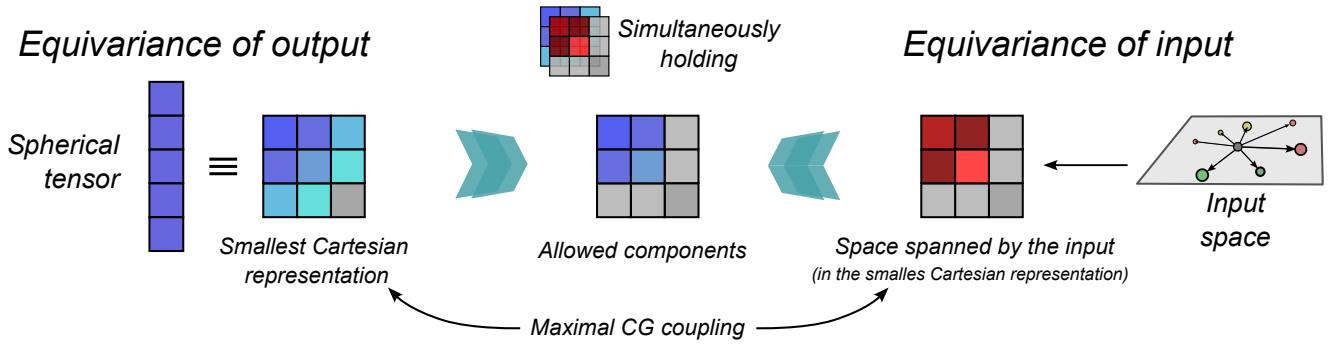 Equivariance of output
Simultaneously
holding
Equivariance of input
Spherical
tensor
≡
Smallest Cartesian
representation
Allowed components
Space spanned by the input
(in the smalles Cartesian representation)
Input
space
Maximal CG coupling